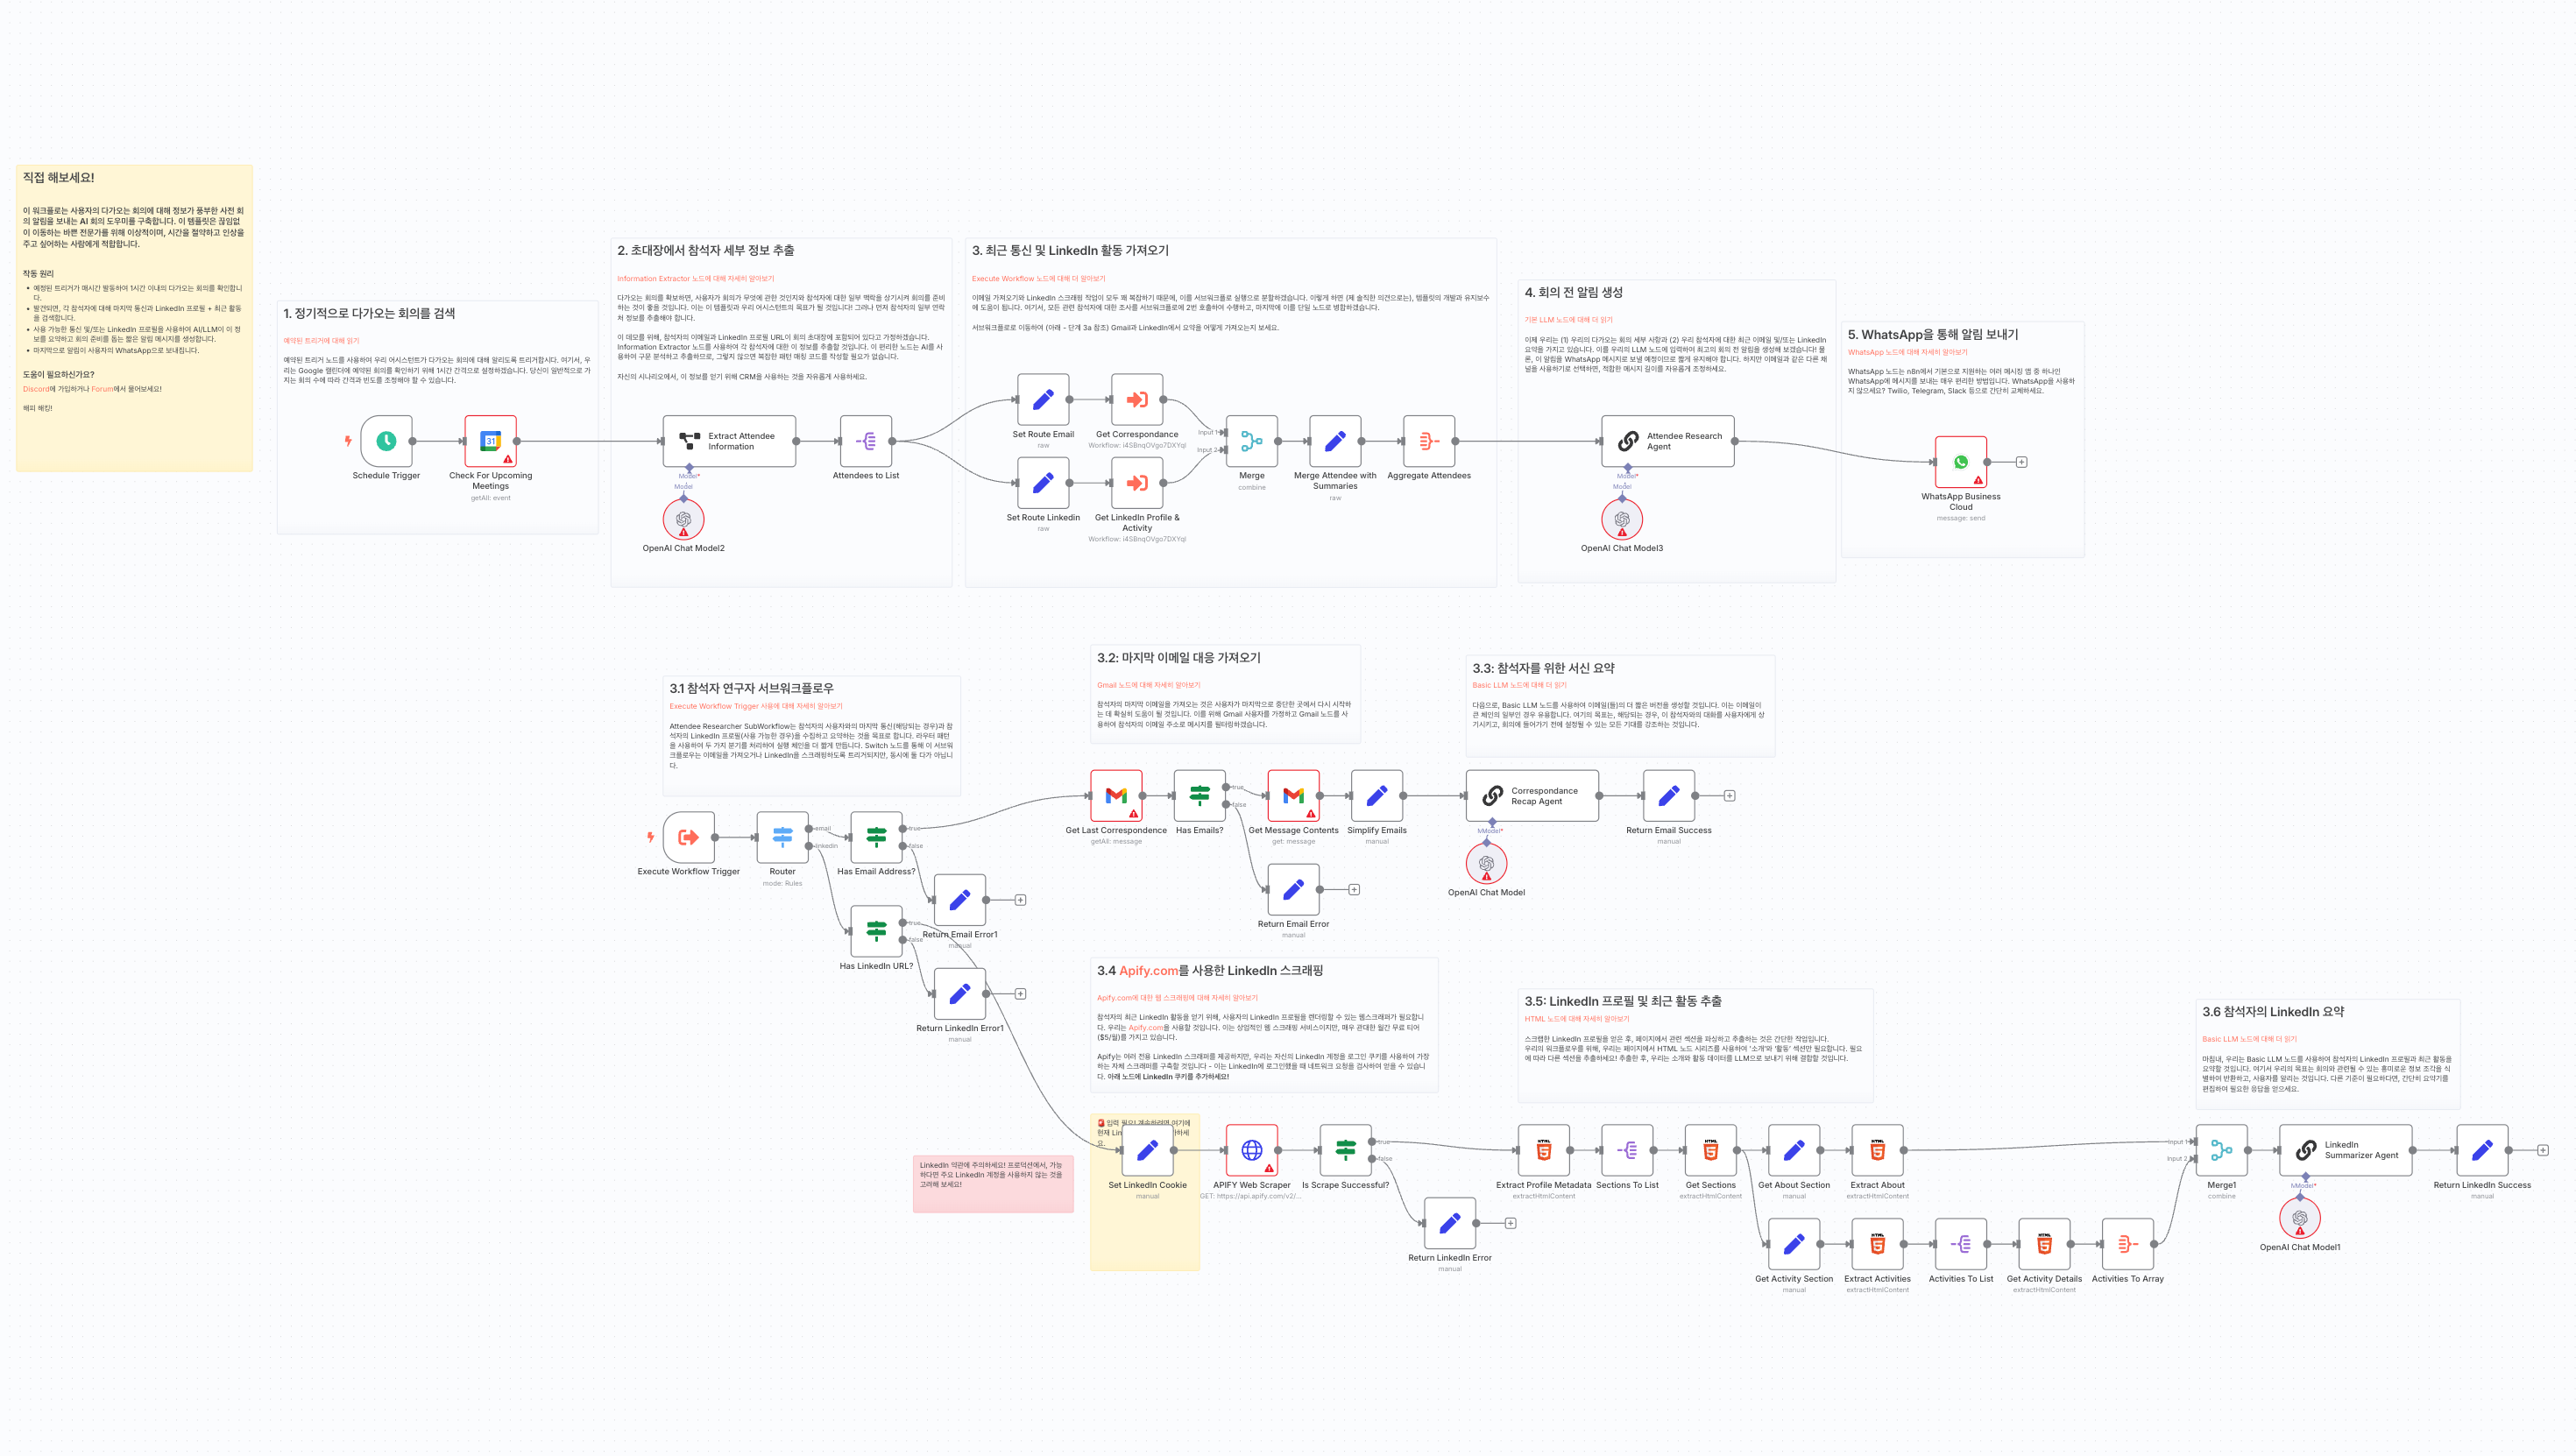 직접 해보세요!
이 워크플로는 사용자의 다가오는 회의에 대해 정보가 풍부한 사전 회
의 알림을 보내는 AI 회의 도우미를 구축합니다. 이 템플릿은 끊임없
이 이동하는 바쁜 전문가를 위해 이상적이며, 시간을 절약하고 인상을
주고 싶어하는 사람에게 적합합니다.
작동 원리
• 예정된 트리거가 매시간 발동하여 1시간 이내의 다가오는 회의를 확인합니
다.
• 발견되면, 각 참석자에 대해 마지막 통신과 LinkedIn 프로필 + 최근 활동
을 검색합니다.
• 사용 가능한 통신 및/또는 LinkedIn 프로필을 사용하여 AI/LLM이 이 정
보를 요약하고 회의 준비를 돕는 짧은 알림 메시지를 생성합니다.
• 마지막으로 알림이 사용자의 WhatsApp으로 보내집니다.
도움이 필요하신가요?
Discord에 가입하거나 Forum에서 물어보세요!
해피 해킹!
1. 정기적으로 다가오는 회의를 검색
예약된 트리거에 대해 읽기
예약된 트리거 노드를 사용하여 우리 어시스턴트가 다가오는 회의에 대해 알리도록 트리거합시다. 여기서, 우
리는 Google 캘린더에 예약된 회의를 확인하기 위해 1시간 간격으로 설정하겠습니다. 당신이 일반적으로 가
지는 회의 수에 따라 간격과 빈도를 조정해야 할 수 있습니다.
Schedule Trigger
Check For Upcoming
Meetings
getAll: event
2. 초대장에서 참석자 세부 정보 추출
Information Extractor 노드에 대해 자세히 알아보기
다가오는 회의를 확보하면, 사용자가 회의가 무엇에 관한 것인지와 참석자에 대한 일부 맥락을 상기시켜 회의를 준비
하는 것이 좋을 것입니다. 이는 이 템플릿과 우리 어시스턴트의 목표가 될 것입니다! 그러나 먼저 참석자의 일부 연락
처 정보를 추출해야 합니다.
이 데모를 위해, 참석자의 이메일과 LinkedIn 프로필 URL이 회의 초대장에 포함되어 있다고 가정하겠습니다.
Information Extractor 노드를 사용하여 각 참석자에 대한 이 정보를 추출할 것입니다. 이 편리한 노드는 AI를 사
용하여 구문 분석하고 추출하므로, 그렇지 않으면 복잡한 패턴 매칭 코드를 작성할 필요가 없습니다.
자신의 시나리오에서, 이 정보를 얻기 위해 CRM을 사용하는 것을 자유롭게 사용하세요.
Extract Attendee
Information
Model*
Model
OpenAI Chat Model2
Attendees to List
3. 최근 통신 및 LinkedIn 활동 가져오기
Execute Workflow 노드에 대해 더 알아보기
이메일 가져오기와 LinkedIn 스크래핑 작업이 모두 꽤 복잡하기 때문에, 이를 서브워크플로 실행으로 분할하겠습니다. 이렇게 하면 (제 솔직한 의견으로는), 템플릿의 개발과 유지보수
에 도움이 됩니다. 여기서, 모든 관련 참석자에 대한 조사를 서브워크플로에 2번 호출하여 수행하고, 마지막에 이를 단일 노드로 병합하겠습니다.
서브워크플로로 이동하여 (아래 - 단계 3a 참조) Gmail과 LinkedIn에서 요약을 어떻게 가져오는지 보세요.
Set Route Email
raw
Get Correspondance
Workflow: i4SBnqOVgo7DXYqI
Set Route Linkedin
raw
Get LinkedIn Profile &
Activity
Workflow: i4SBnqOVgo7DXYqI
Input 1
Input 2
Merge
combine
Merge Attendee with
Summaries
raw
Aggregate Attendees
4. 회의 전 알림 생성
기본 LLM 노드에 대해 더 읽기
이제 우리는 (1) 우리의 다가오는 회의 세부 사항과 (2) 우리 참석자에 대한 최근 이메일 및/또는 LinkedIn
요약을 가지고 있습니다. 이를 우리의 LLM 노드에 입력하여 최고의 회의 전 알림을 생성해 보겠습니다! 물
론, 이 알림을 WhatsApp 메시지로 보낼 예정이므로 짧게 유지해야 합니다. 하지만 이메일과 같은 다른 채
널을 사용하기로 선택하면, 적합한 메시지 길이를 자유롭게 조정하세요.
Attendee Research
Agent
Model*
Model
OpenAI Chat Model3
5. WhatsApp을 통해 알림 보내기
WhatsApp 노드에 대해 자세히 알아보기
WhatsApp 노드는 n8n에서 기본으로 지원하는 여러 메시징 앱 중 하나인
WhatsApp에 메시지를 보내는 매우 편리한 방법입니다. WhatsApp을 사용하
지 않으세요? Twilio, Telegram, Slack 등으로 간단히 교체하세요.
WhatsApp Business
Cloud
message: send
3.1 참석자 연구자 서브워크플로우
Execute Workflow Trigger 사용에 대해 자세히 알아보기
Attendee Researcher SubWorkflow는 참석자의 사용자와의 마지막 통신(해당되는 경우)과 참
석자의 LinkedIn 프로필(사용 가능한 경우)을 수집하고 요약하는 것을 목표로 합니다. 라우터 패턴
을 사용하여 두 가지 분기를 처리하여 실행 체인을 더 짧게 만듭니다. Switch 노드를 통해 이 서브워
크플로우는 이메일을 가져오거나 LinkedIn을 스크래핑하도록 트리거되지만, 동시에 둘 다가 아닙니
다.
Execute Workflow Trigger
Router
mode: Rules
email
linkedin
Has Email Address?
true
false
Return Email Error1
manual
Has LinkedIn URL?
true
false
Return LinkedIn Error1
manual
3.2: 마지막 이메일 대응 가져오기
Gmail 노드에 대해 자세히 알아보기
참석자의 마지막 이메일을 가져오는 것은 사용자가 마지막으로 중단한 곳에서 다시 시작하
는 데 확실히 도움이 될 것입니다. 이를 위해 Gmail 사용자를 가정하고 Gmail 노드를 사
용하여 참석자의 이메일 주소로 메시지를 필터링하겠습니다.
Get Last Correspondence
getAll: message
Has Emails?
true
false
Get Message Contents
get: message
Simplify Emails
manual
Return Email Error
manual
3.3: 참석자를 위한 서신 요약
Basic LLM 노드에 대해 더 읽기
다음으로, Basic LLM 노드를 사용하여 이메일(들)의 더 짧은 버전을 생성할 것입니다. 이는 이메일이
큰 체인의 일부인 경우 유용합니다. 여기의 목표는, 해당되는 경우, 이 참석자와의 대화를 사용자에게 상
기시키고, 회의에 들어가기 전에 설정될 수 있는 모든 기대를 강조하는 것입니다.
Correspondance
Recap Agent
OpenAI Chat Model
Return Email Success
manual
3.4 Apify.com를 사용한 LinkedIn 스크래핑
Apify.com에 대한 웹 스크래핑에 대해 자세히 알아보기
참석자의 최근 LinkedIn 활동을 얻기 위해, 사용자의 LinkedIn 프로필을 렌더링할 수 있는 웹스크래퍼가 필요합니
다. 우리는 Apify.com을 사용할 것입니다. 이는 상업적인 웹 스크래핑 서비스이지만, 매우 관대한 월간 무료 티어
($5/월)를 가지고 있습니다.
Apify는 여러 전용 LinkedIn 스크래퍼를 제공하지만, 우리는 자신의 LinkedIn 계정을 로그인 쿠키를 사용하여 가장
하는 자체 스크래퍼를 구축할 것입니다 - 이는 LinkedIn에 로그인했을 때 네트워크 요청을 검사하여 얻을 수 있습니
다. 아래 노드에 LinkedIn 쿠키를 추가하세요!
🚨 입력 필요! 계속하려면 여기에
현재
요.
Set LinkedIn Cookie
manual
LinkedIn 약관에 주의하세요! 프로덕션에서, 가능
하다면 주요 LinkedIn 계정을 사용하지 않는 것을
고려해 보세요!
APIFY Web Scraper
GET: https://api.apify.com/v2/...
Is Scrape Successful?
true
false
Return LinkedIn Error
manual
3.5: LinkedIn 프로필 및 최근 활동 추출
HTML 노드에 대해 자세히 알아보기
스크랩한 LinkedIn 프로필을 얻은 후, 페이지에서 관련 섹션을 파싱하고 추출하는 것은 간단한 작업입니다.
우리의 워크플로우를 위해, 우리는 페이지에서 HTML 노드 시리즈를 사용하여 '소개'와 '활동' 섹션만 필요합니다. 필요
에 따라 다른 섹션을 추출하세요! 추출한 후, 우리는 소개와 활동 데이터를 LLM으로 보내기 위해 결합할 것입니다.
Extract Profile Metadata
extractHtmlContent
Sections To List
Get Sections
extractHtmlContent
Get About Section
manual
Extract About
extractHtmlContent
Get Activity Section
manual
Extract Activities
extractHtmlContent
Activities To List
Get Activity Details
extractHtmlContent
Activities To Array
3.6 참석자의 LinkedIn 요약
Basic LLM 노드에 대해 더 읽기
마침내, 우리는 Basic LLM 노드를 사용하여 참석자의 LinkedIn 프로필과 최근 활동을
요약할 것입니다. 여기서 우리의 목표는 회의와 관련될 수 있는 흥미로운 정보 조각을 식
별하여 반환하고, 사용자를 알리는 것입니다. 다른 기준이 필요하다면, 간단히 요약기를
편집하여 필요한 응답을 얻으세요.
Input 1
Input 2
Merge1
combine
LinkedIn
Summarizer Agent
OpenAI Chat Model1
Return LinkedIn Success
manual